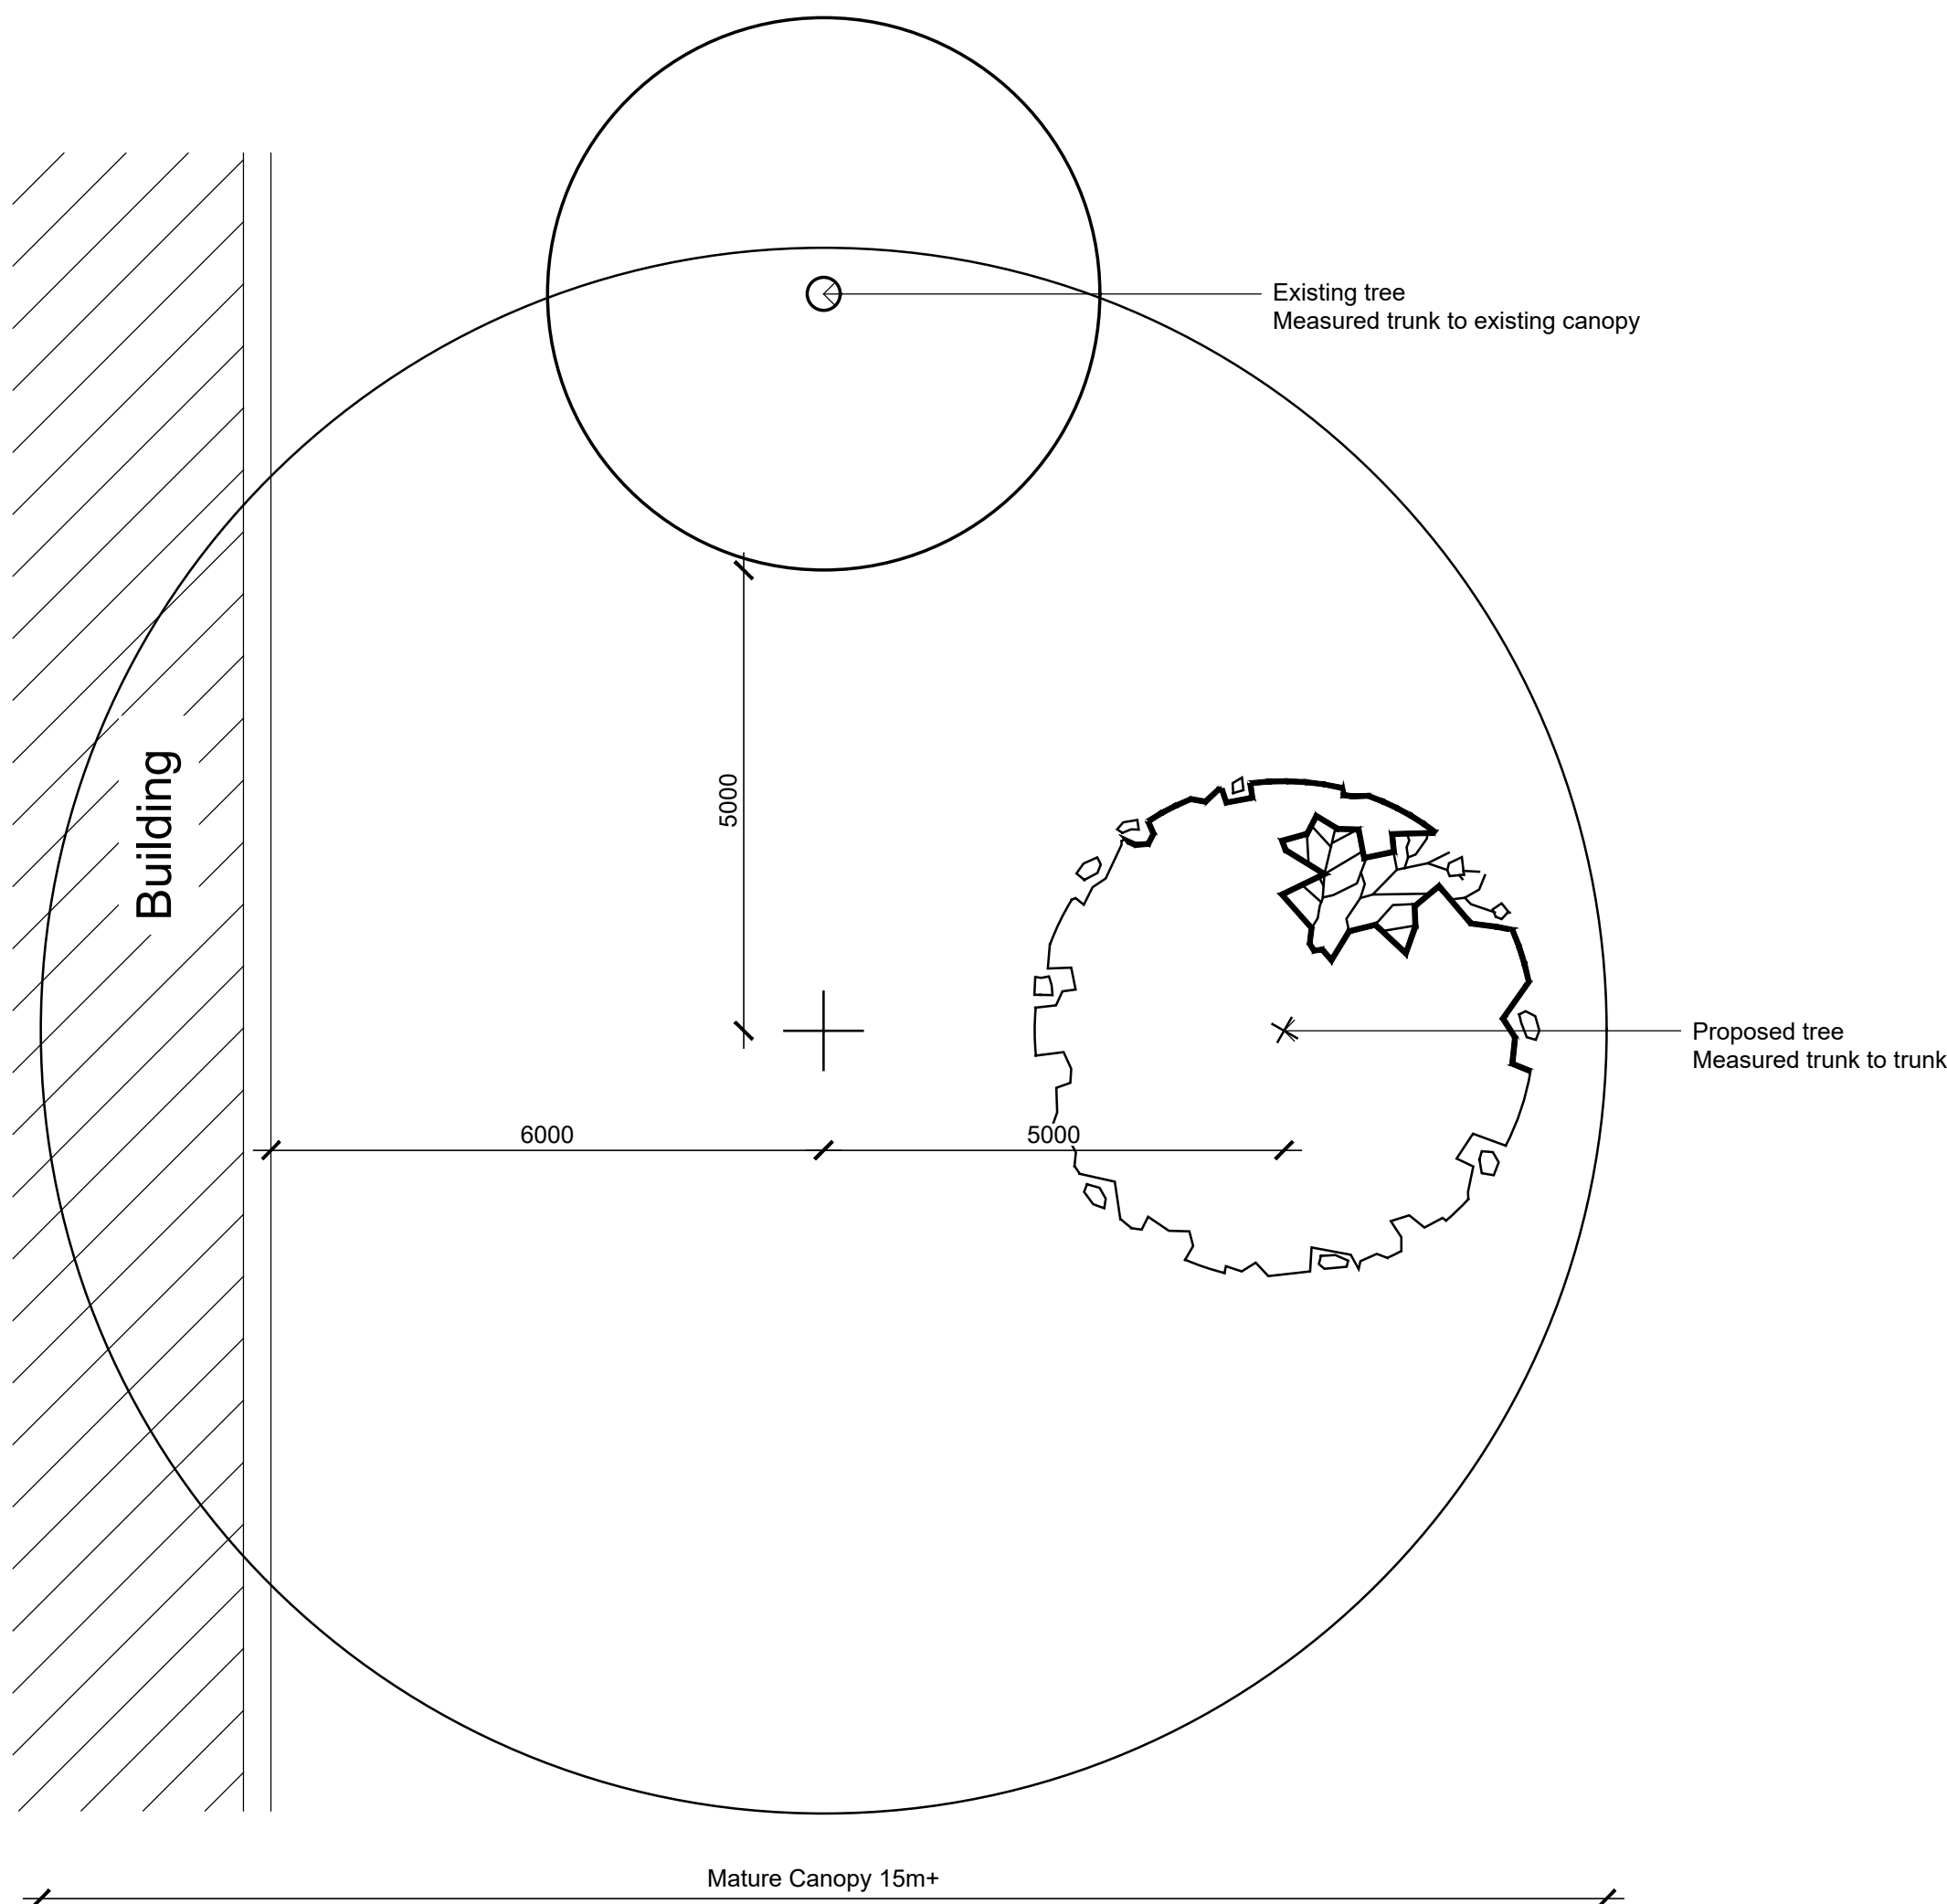 Existing tree
Measured trunk to existing canopy
Building
5000
Proposed tree
Measured trunk to trunk
6000
5000
Mature Canopy 15m+